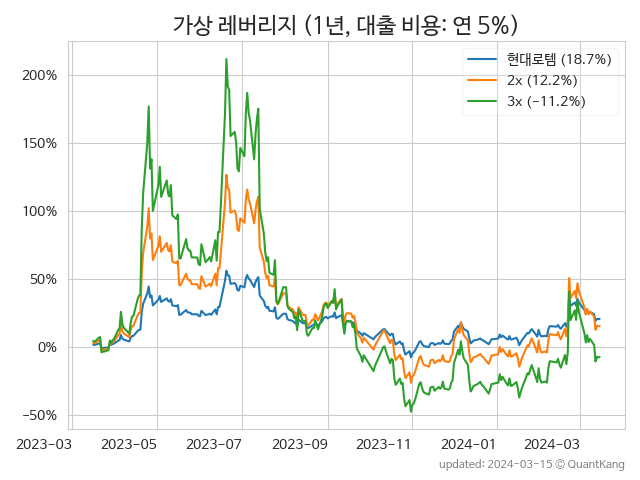 가상 레버리지 (1년, 대출 비용: 연 5%)
현대로템 (18.7%)
2x (12.2%)
3x (−11.2%)
200%
150%
100%
50%
0%
−50%
2023-03 2023-05 2023-07 2023-09 2023-11 2024-01 2024-03
updated: 2024-03-15 © QuantKang